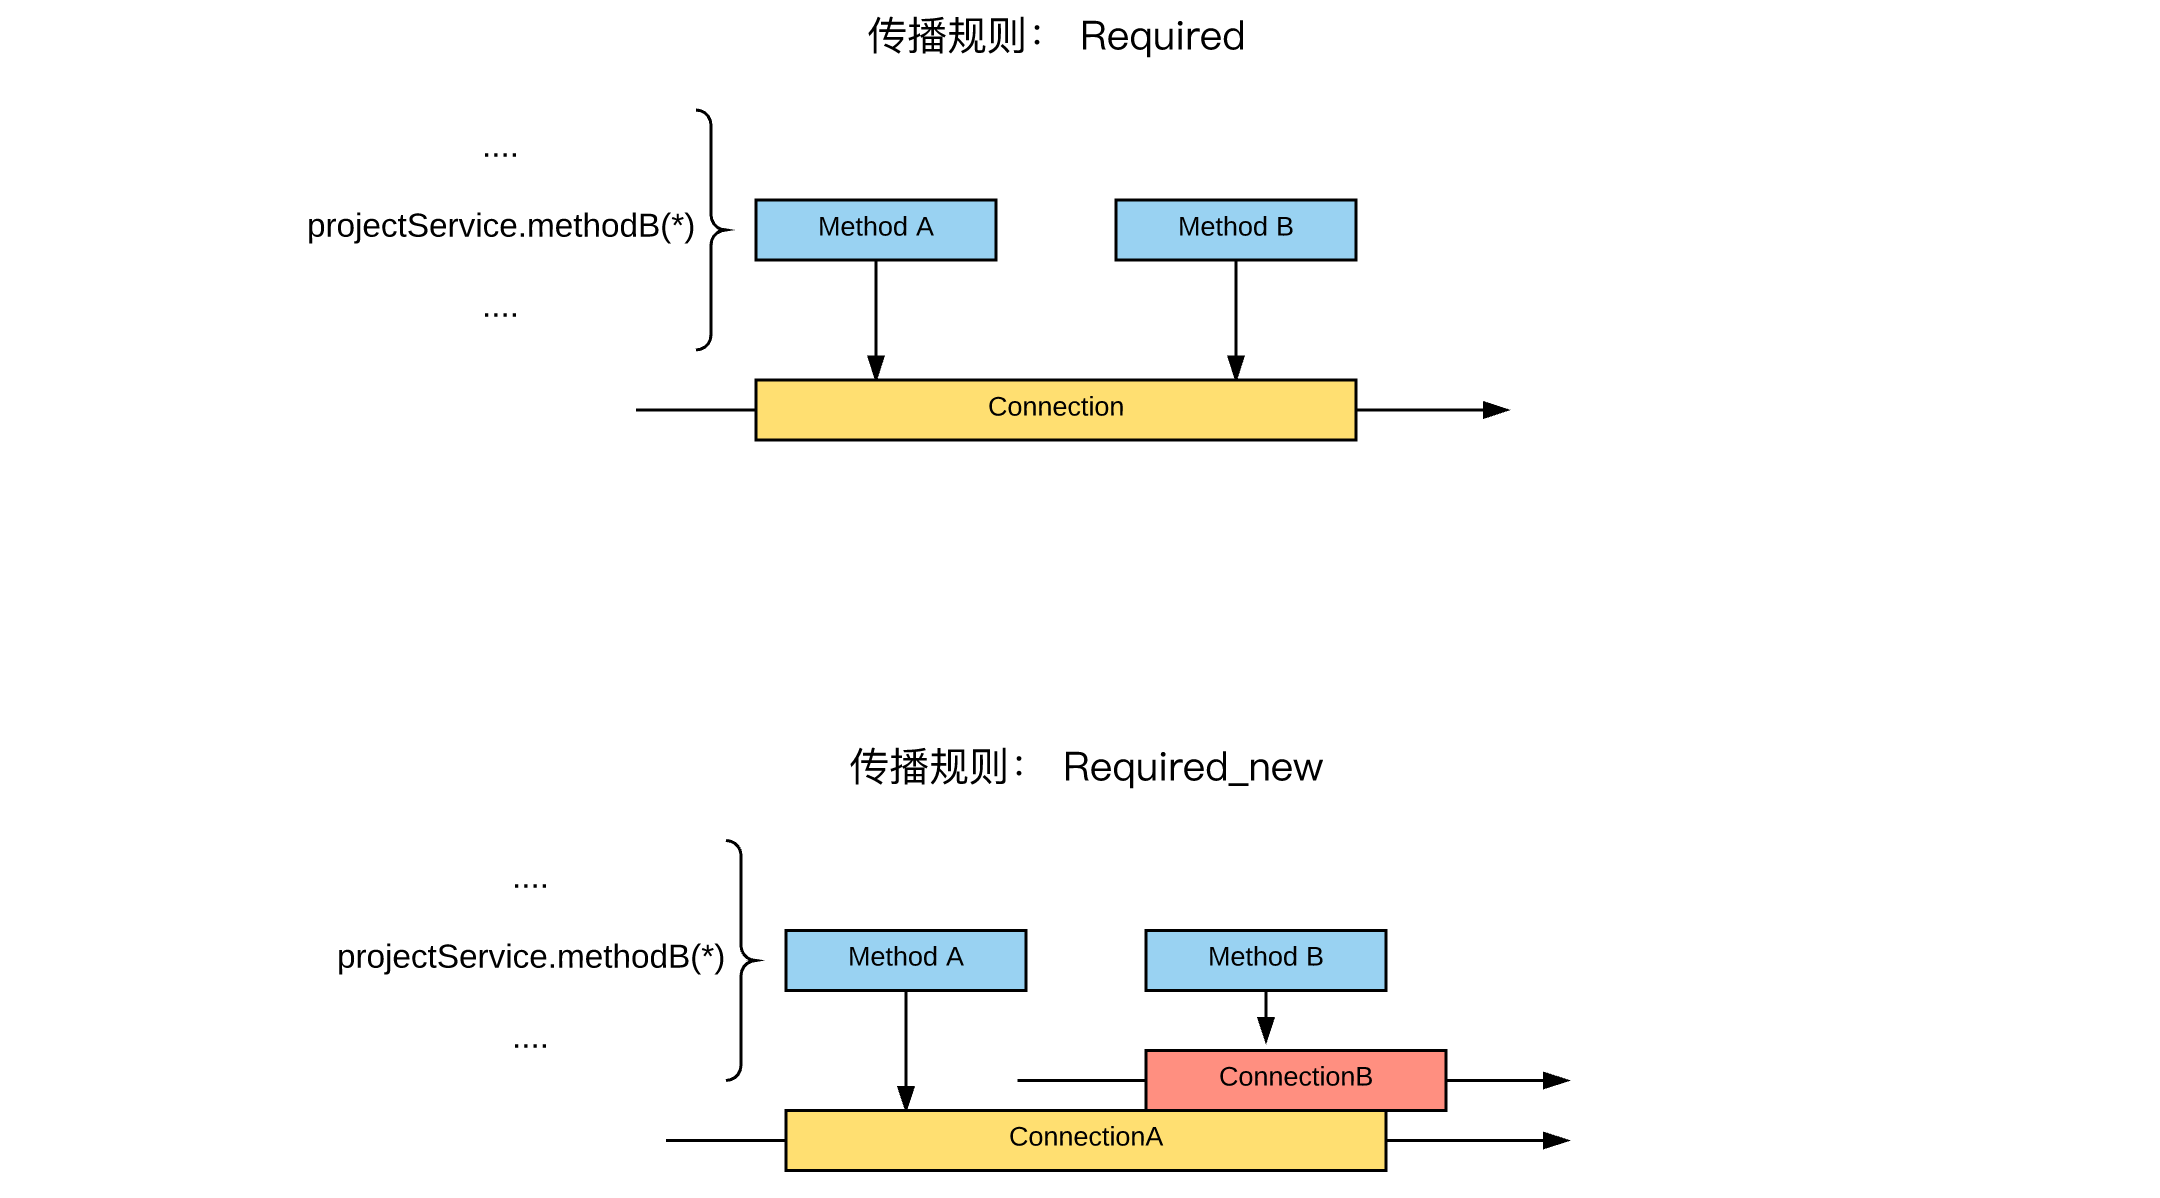 传播规则： Required
....
projectService.methodB(*)
....
Method A
Method B
Connection
传播规则： Required_new
....
projectService.methodB(*)
....
Method A
Method B
ConnectionB
ConnectionA